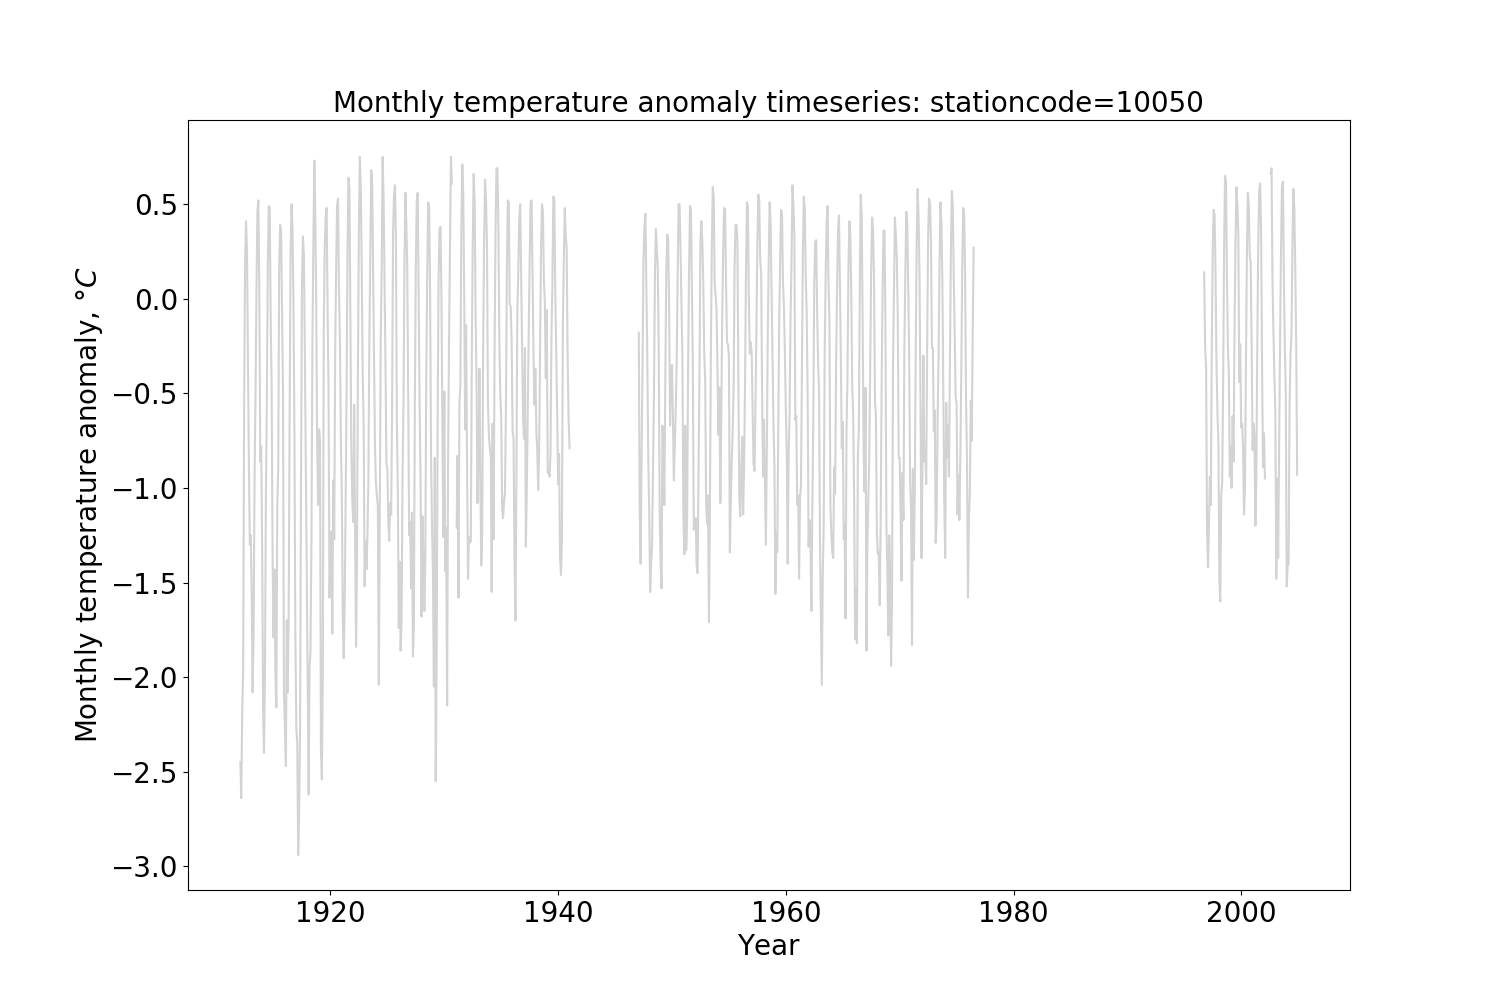 Monthly temperature anomaly timeseries: stationcode=10050
Monthly temperature anomaly, °C
0.5
0.0
−0.5
−1.0
−1.5
−2.0
−2.5
−3.0
1920 1940 1960 1980 2000
Year